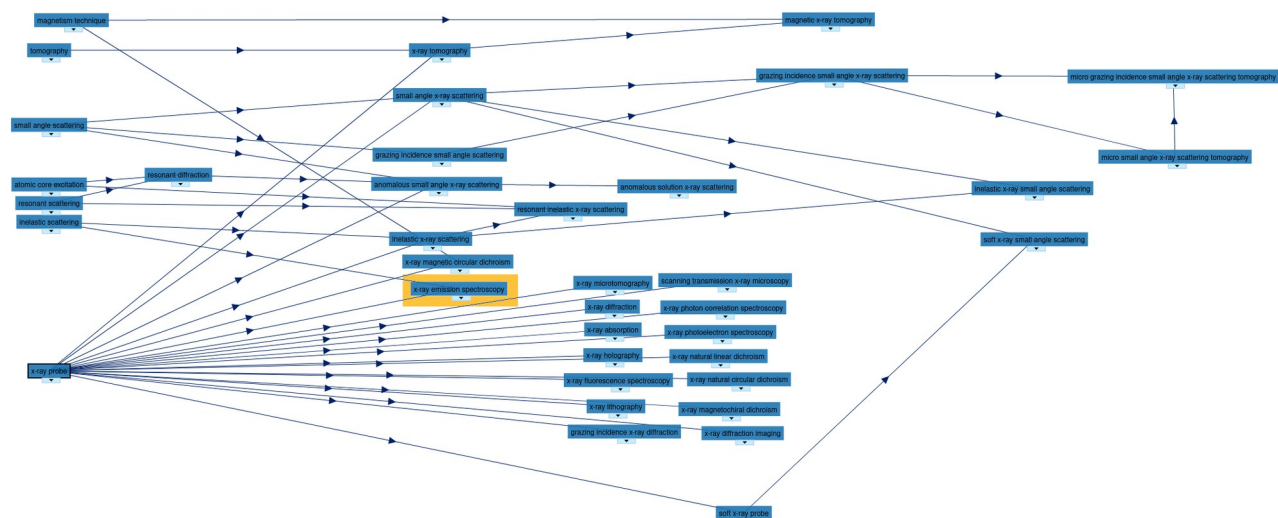 magnetism technique
magnetic x-ray tomography
tomography
x-ray tomography
grazing incidence small angle x-ray scattering
micro grazing incidence small angle x-ray scattering tomography
small angle x-ray scattering
small angle scattering
grazing incidence small angle scattering
micro small angle x-ray scattering tomography
resonant diffraction
atomic core excitation
anomalous small angle x-ray scattering
anomalous solution x-ray scattering
inelastic x-ray small angle scattering
resonant scattering
resonant inelastic x-ray scattering
inelastic scattering
inelastic x-ray scattering
soft x-ray small angle scattering
x-ray magnetic circular dichroism
x-ray emission spectroscopy
x-ray microtomography
scanning transmission x-ray microscopy
x-ray diffraction
x-ray photon correlation spectroscopy
x-ray absorption
x-ray photoelectron spectroscopy
x-ray holography
x-ray natural linear dichroism
x-ray probe
x-ray fluorescence spectroscopy
x-ray natural circular dichroism
x-ray lithography
x-ray magnetochiral dichroism
grazing incidence x-ray diffraction
x-ray diffraction imaging
soft x-ray probe